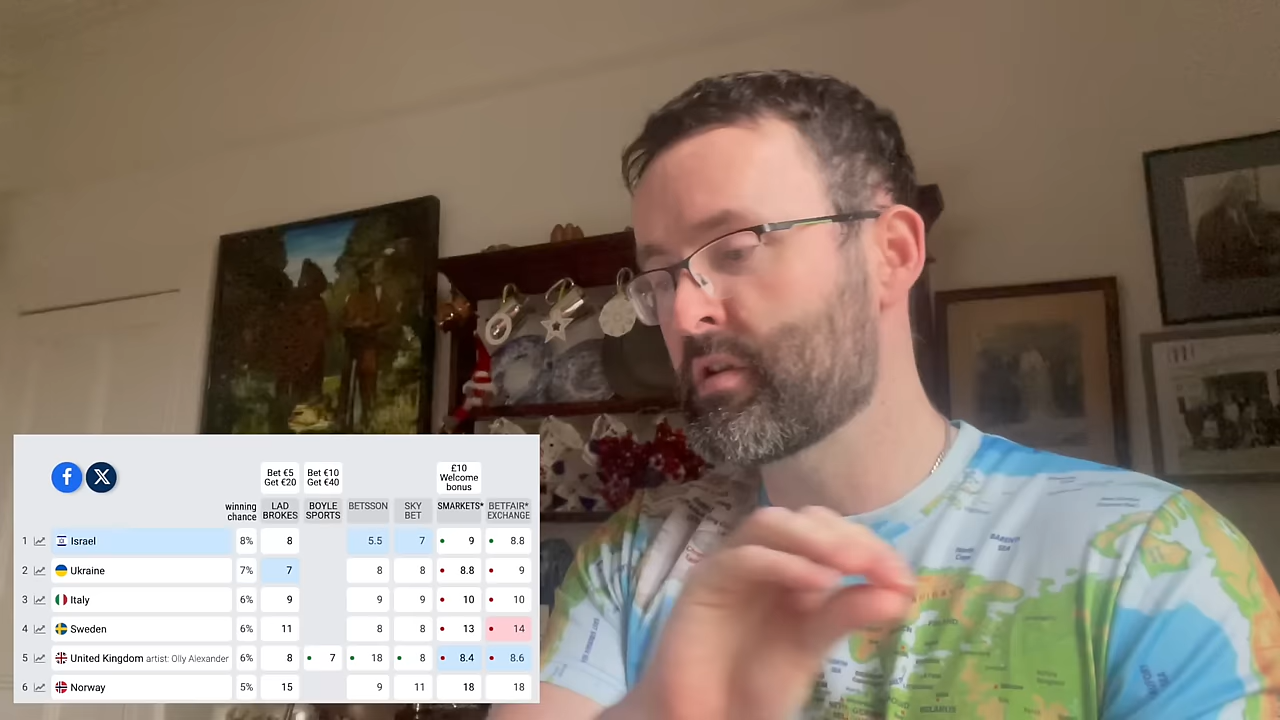 f X
Bet €5 Get €20
Bet €10 Get €40
£10 Welcome bonus
winning chance LAD BROKES BOYLE SPORTS BETSSON SKY BET SMARKETS* BETFAIR* EXCHANGE
1 Israel 8% 8 5.5 7 9 8.8
2 Ukraine 7% 7 8 8 8.8 9
3 Italy 6% 9 9 9 10 10
4 Sweden 6% 11 8 8 13 14
5 United Kingdom artist: Olly Alexander 6% 8 7 18 8 8.4 8.6
6 Norway 5% 15 9 11 18 18
BARENTS SEA
BELARUS